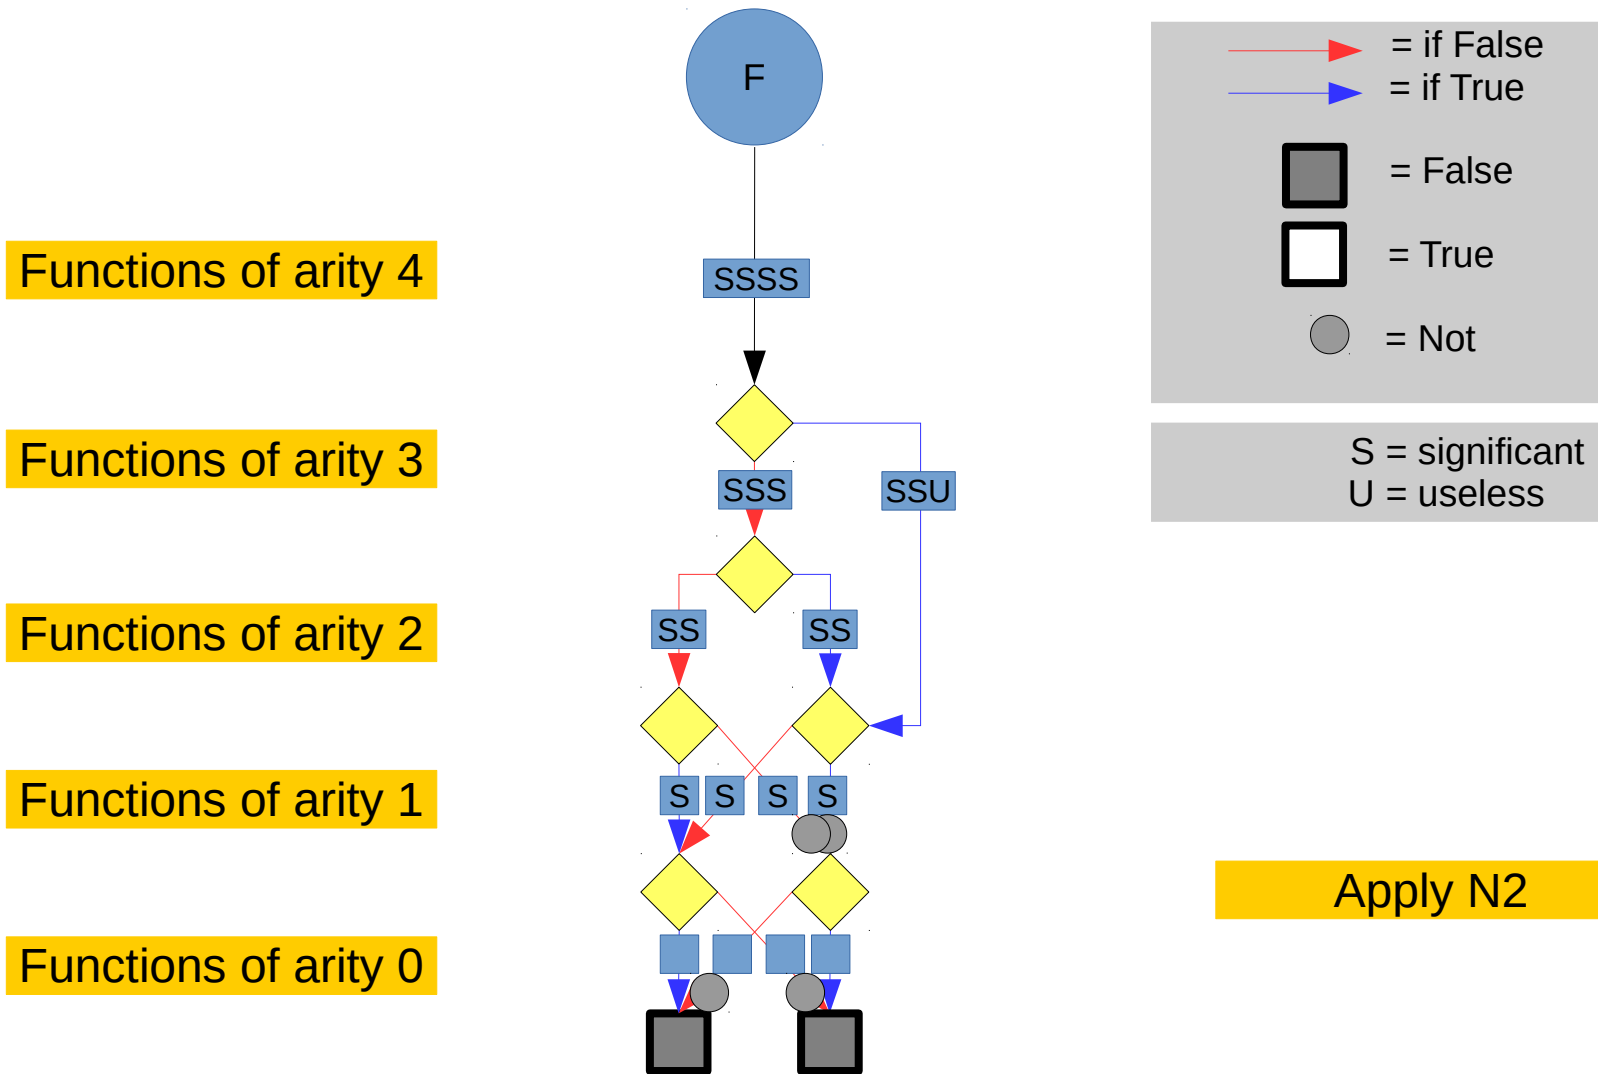 F
= if False
= if True
= False
= True
= Not
Functions of arity 4
SSSS
Functions of arity 3
SSS
SSU
S = significant
U = useless
Functions of arity 2
SS
SS
Functions of arity 1
S
S
S
S
Apply N2
Functions of arity 0